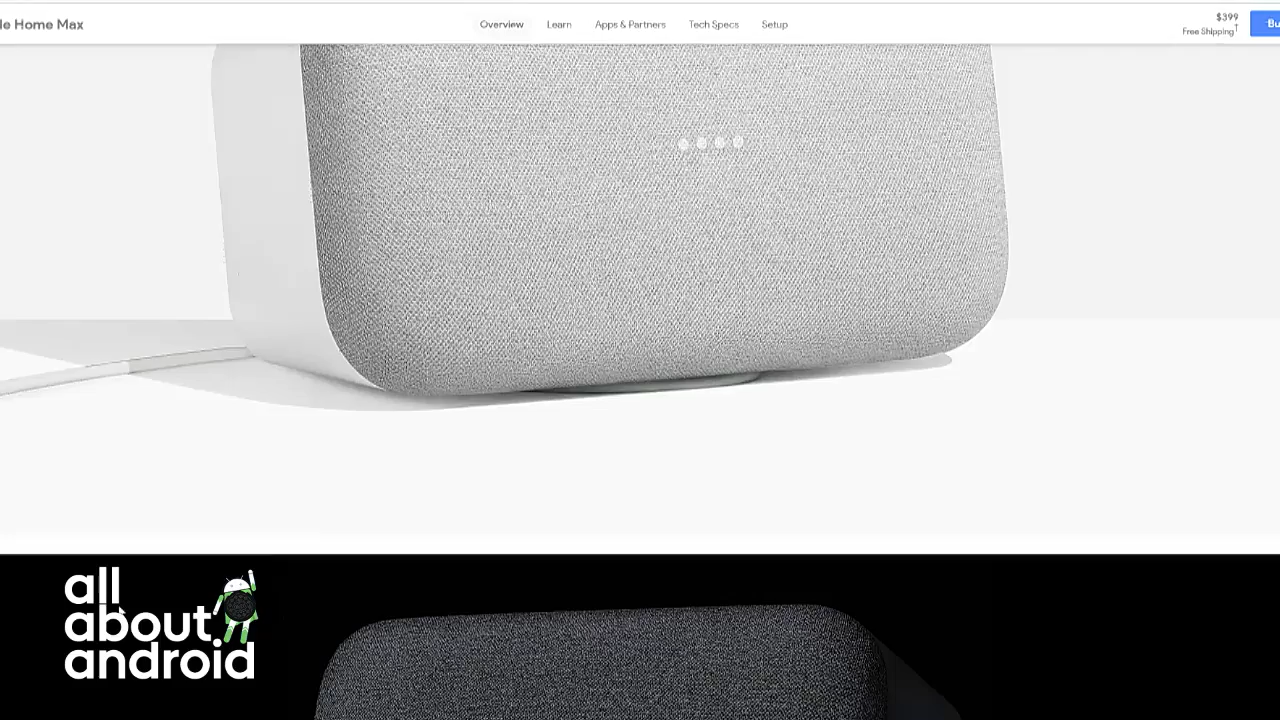 le Home Max
Overview
Learn
Apps & Partners
Tech Specs
Setup
$399
Free Shipping†
Bu
all
about
android